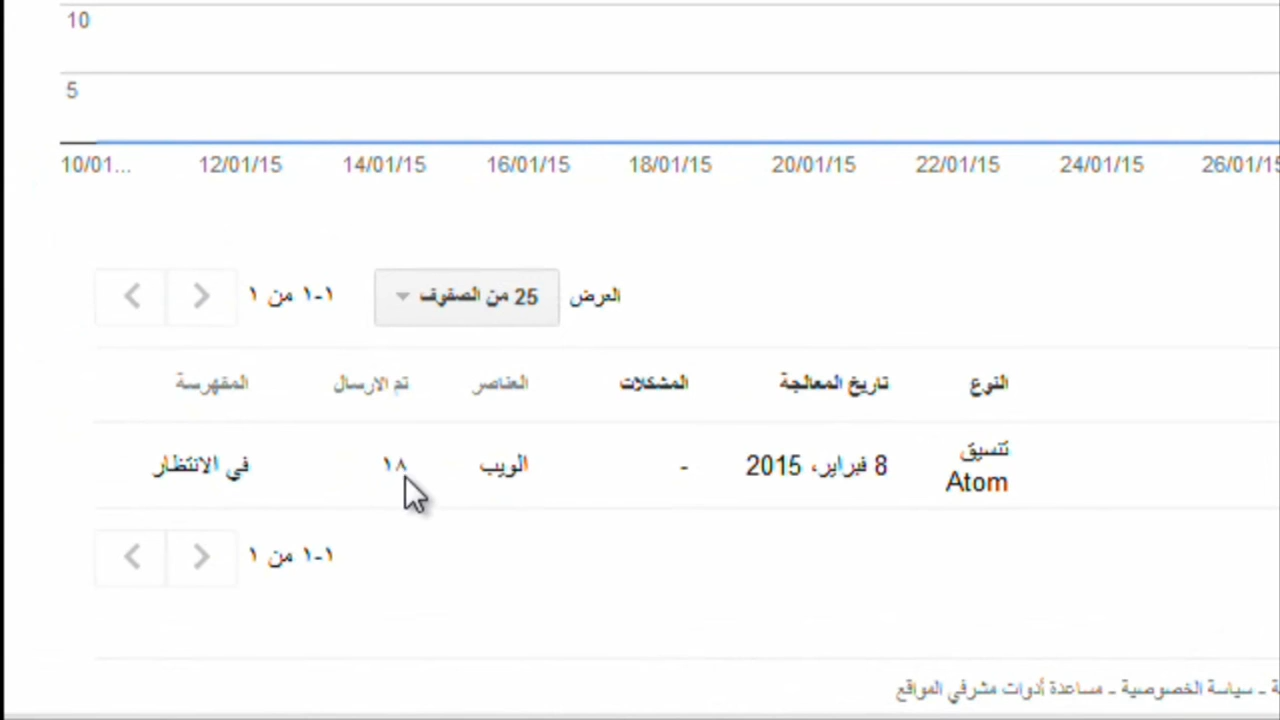 10
5
10/01... 12/01/15 14/01/15 16/01/15 18/01/15 20/01/15 22/01/15 24/01/15 26/01/15
العرض 25 من الصفوف ١-١ من ١
النوع تاريخ المعالجة المشكلات العناصر تم الإرسال المفهرسة
تنسيق
Atom 8 فبراير، 2015 - الويب ١٨ في الانتظار
١-١ من ١
- سياسة الخصوصية - مساعدة أدوات مشرفي المواقع